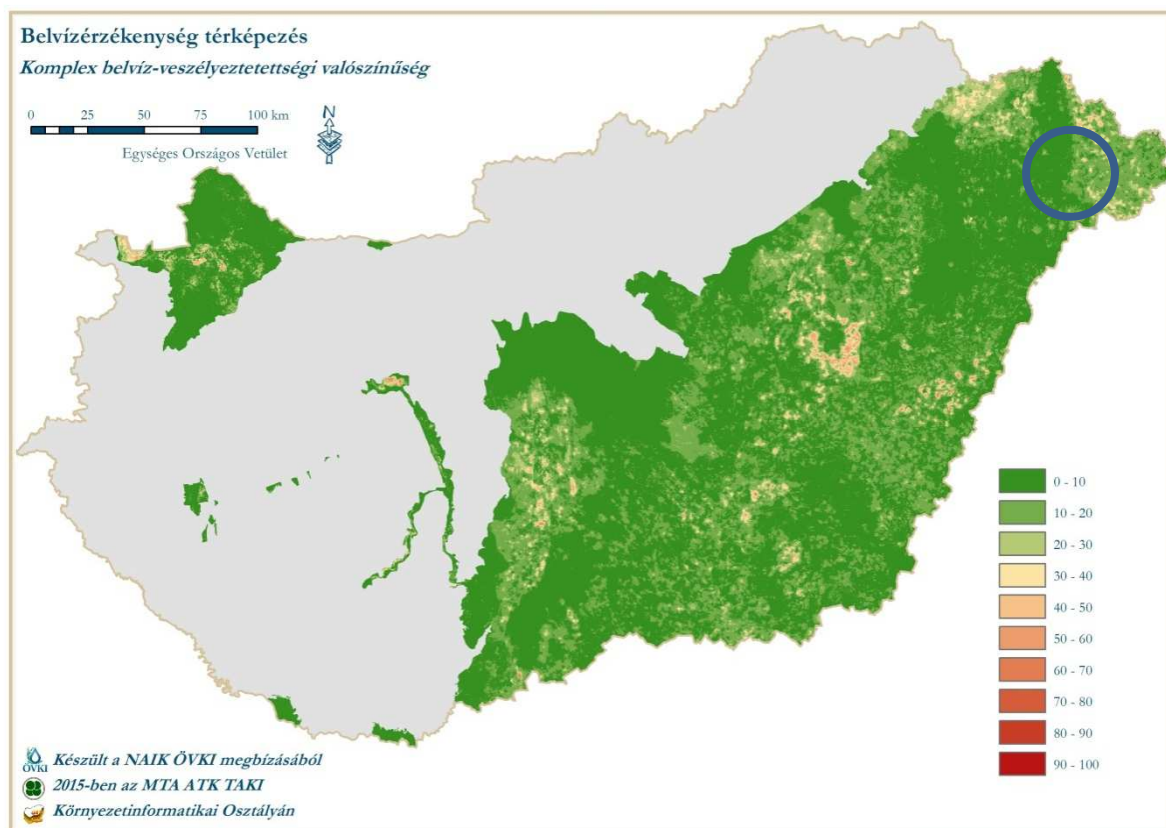 Belvízérzékenység térképezés
Komplex belvíz-veszélyeztetettségi valószínűség
0 25 50 75 100 km
N
Egységes Országos Vetület
0 - 10
10 - 20
20 - 30
30 - 40
40 - 50
50 - 60
60 - 70
70 - 80
80 - 90
90 - 100
ÖVKI Készült a NAIK ÖVKI megbízásából
2015-ben az MTA ATK TAKI
Környezetinformatikai Osztályán